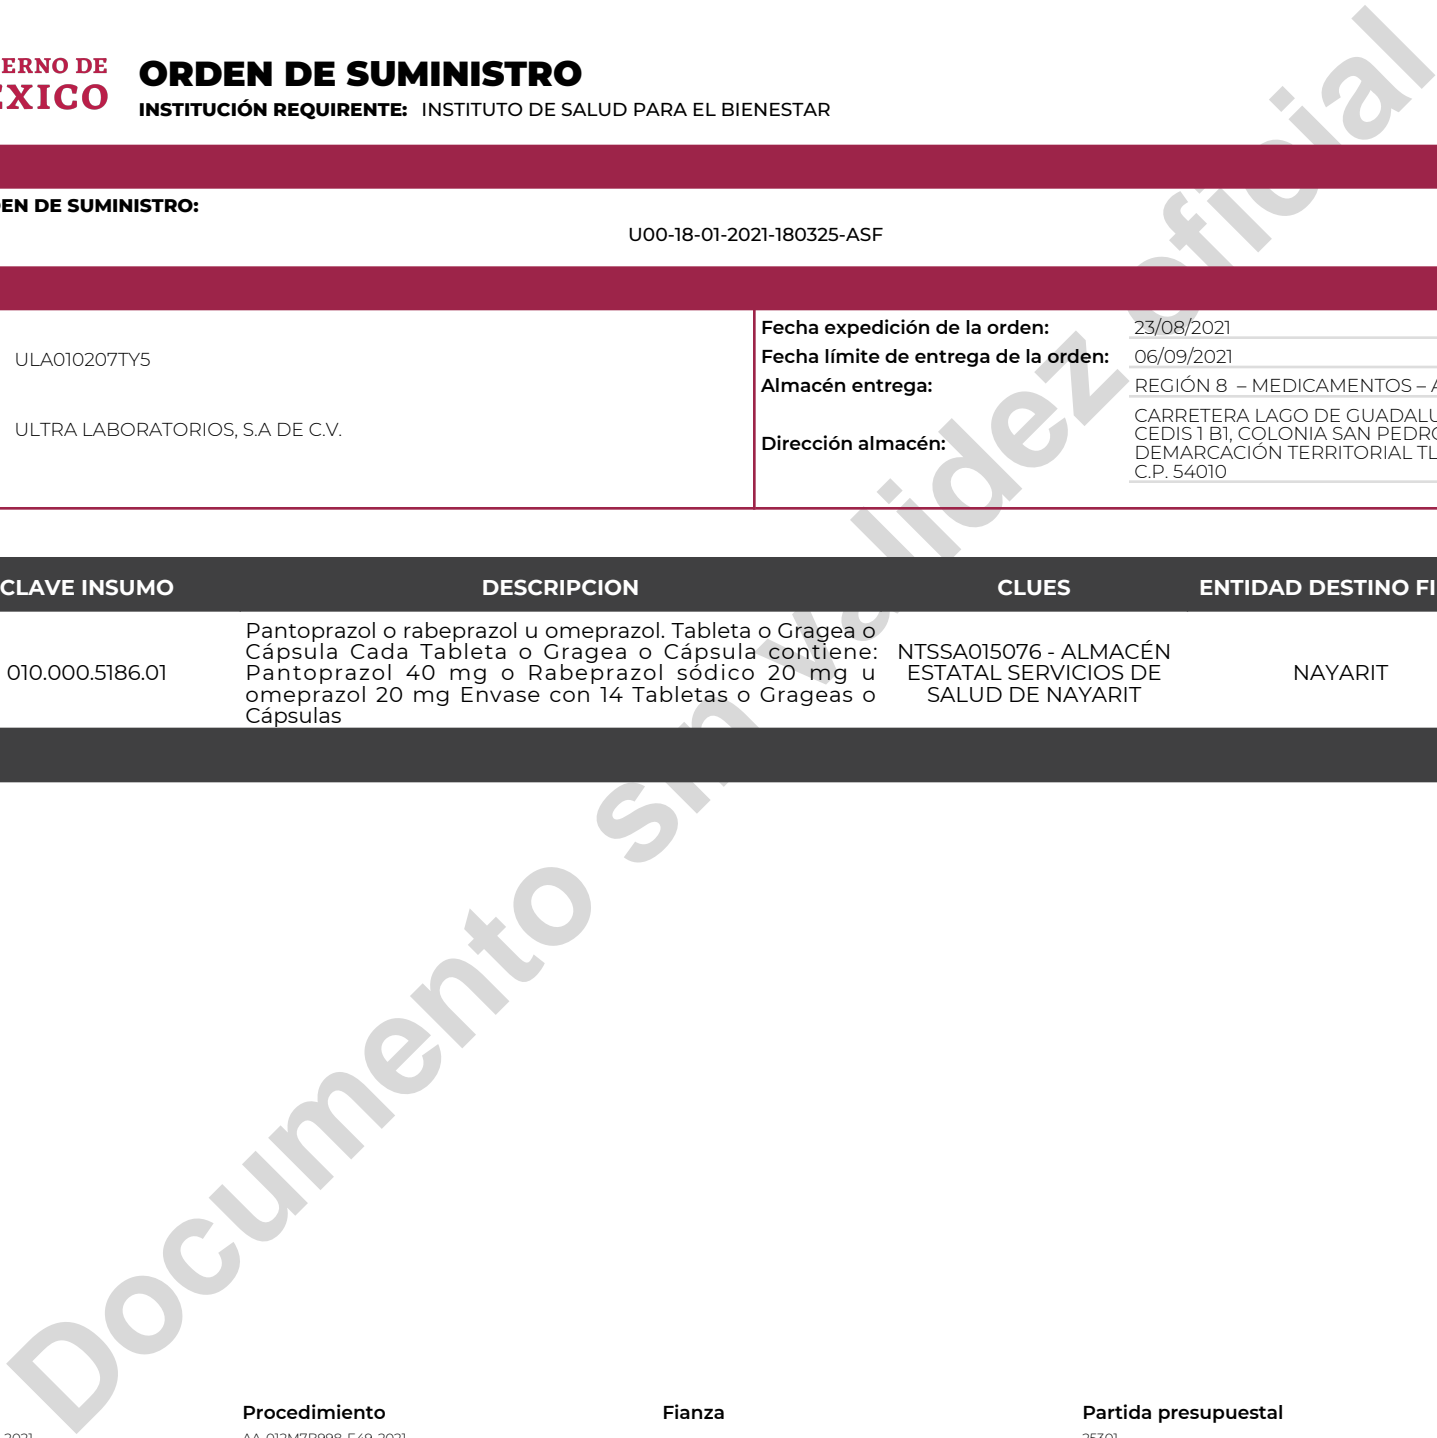 ERNO DE
ORDEN DE SUMINISTRO
EXICO
INSTITUCIÓN REQUIRENTE: INSTITUTO DE SALUD PARA EL BIENESTAR
EN DE SUMINISTRO:
U00-18-01-2021-180325-ASF
ULA010207TY5
ULTRA LABORATORIOS, S.A DE C.V.
Fecha expedición de la orden: 23/08/2021
Fecha límite de entrega de la orden: 06/09/2021
Almacén entrega: REGIÓN 8 – MEDICAMENTOS – A
Dirección almacén:
CARRETERA LAGO DE GUADALU
CEDIS 1 B1, COLONIA SAN PEDRO
DEMARCACIÓN TERRITORIAL TL
C.P. 54010
CLAVE INSUMO DESCRIPCION CLUES ENTIDAD DESTINO FI
010.000.5186.01
Pantoprazol o rabeprazol u omeprazol. Tableta o Gragea o
Cápsula Cada Tableta o Gragea o Cápsula contiene:
Pantoprazol 40 mg o Rabeprazol sódico 20 mg u
omeprazol 20 mg Envase con 14 Tabletas o Grageas o
Cápsulas
NTSSA015076 - ALMACÉN
ESTATAL SERVICIOS DE
SALUD DE NAYARIT
NAYARIT
Documento sin validez oficial
Procedimiento Fianza Partida presupuestal